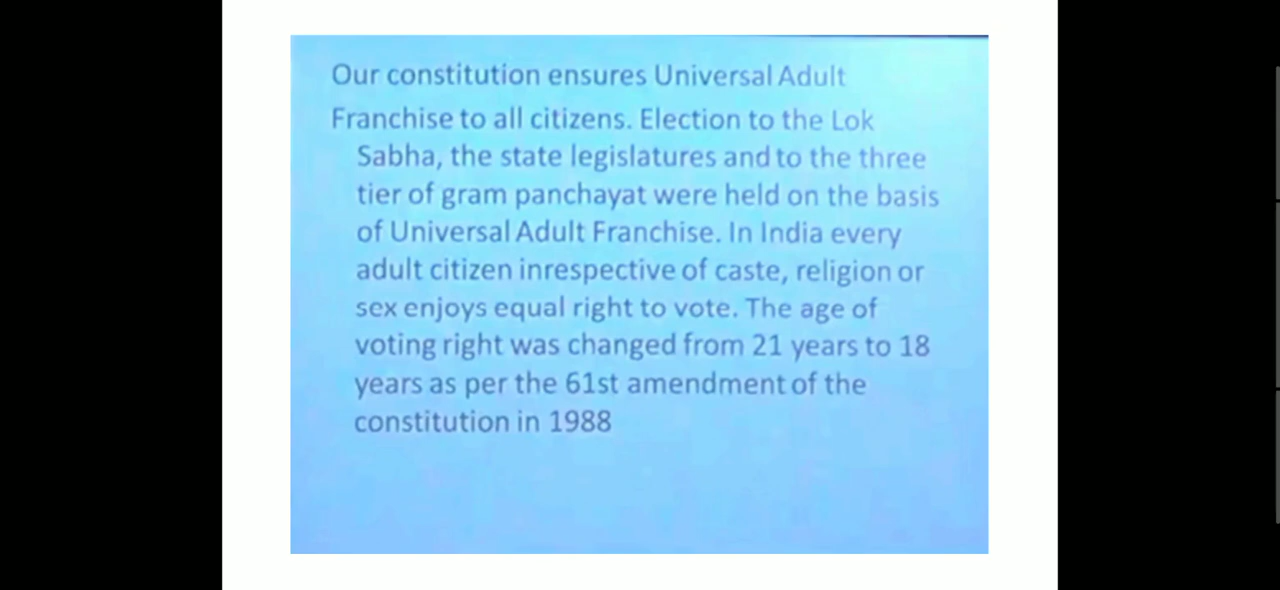 Our constitution ensures Universal Adult
Franchise to all citizens. Election to the Lok
Sabha, the state legislatures and to the three
tier of gram panchayat were held on the basis
of Universal Adult Franchise. In India every
adult citizen inrespective of caste, religion or
sex enjoys equal right to vote. The age of
voting right was changed from 21 years to 18
years as per the 61st amendment of the
constitution in 1988